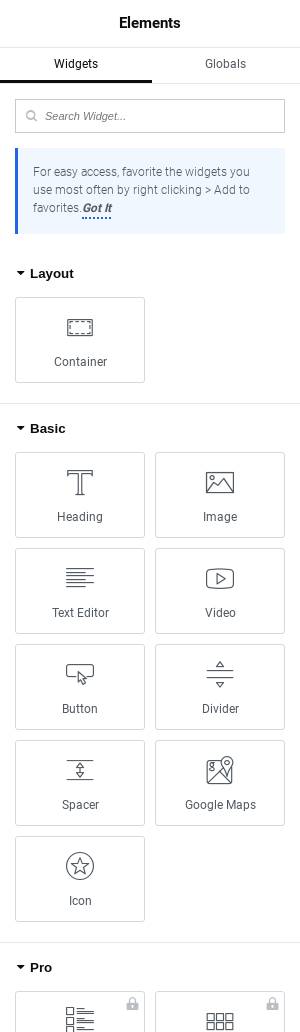 Elements
Widgets Globals
Search Widget...
For easy access, favorite the widgets you
use most often by right clicking > Add to
favorites.Got It
Layout
Container
Basic
Heading Image
Text Editor Video
Button Divider
Spacer Google Maps
Icon
Pro